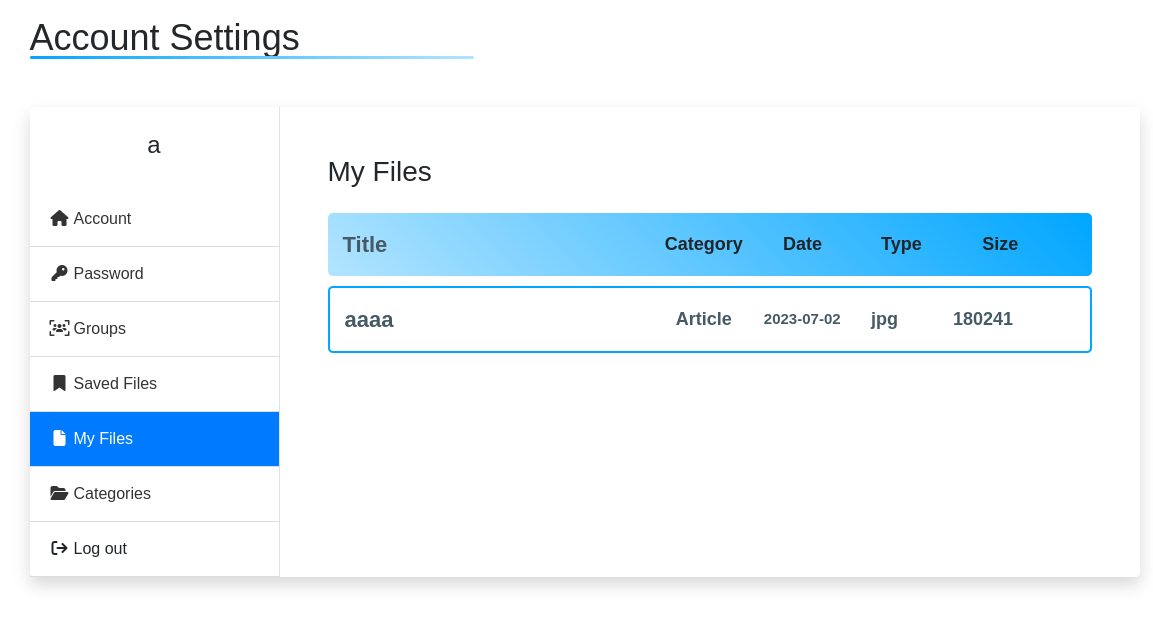 Account Settings
a
Account
Password
Groups
Saved Files
My Files
Categories
Log out
My Files
Title Category Date Type Size
aaaa Article 2023-07-02 jpg 180241